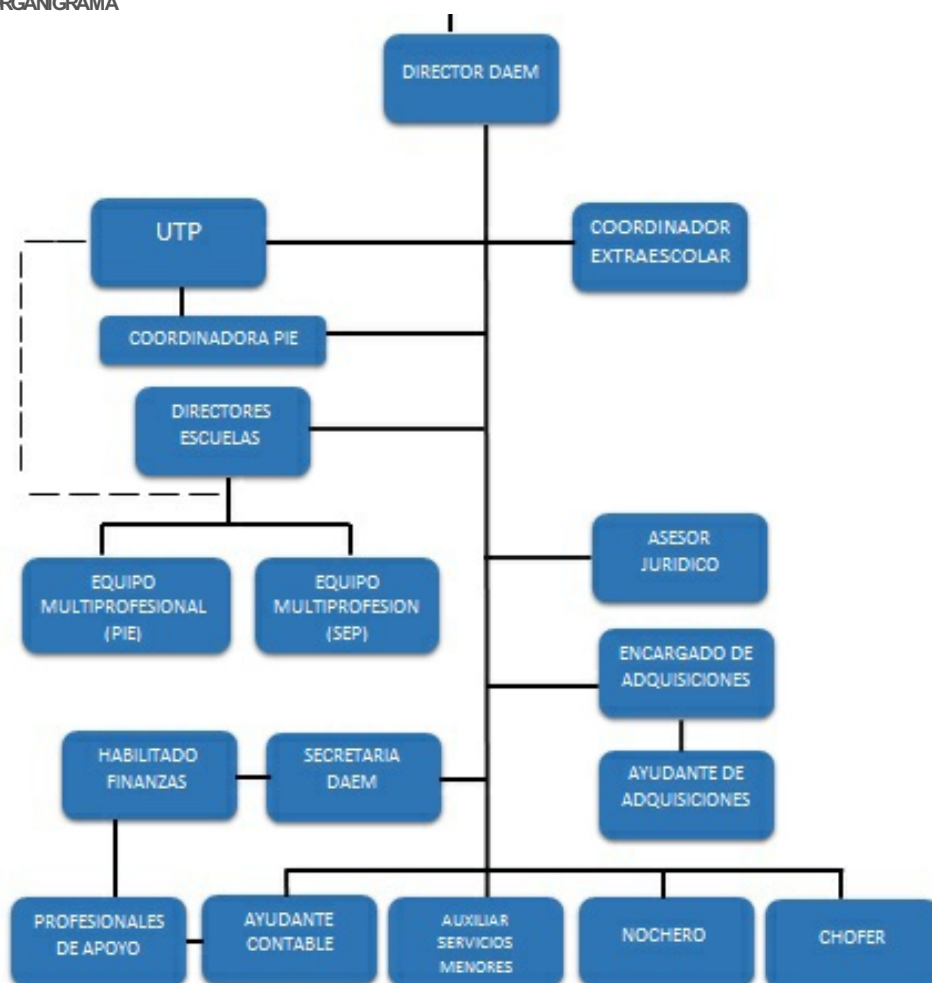 RGANIGRAMA
DIRECTOR DAEM
UTP
COORDINADOR
EXTRAESCOLAR
COORDINADORA PIE
DIRECTORES
ESCUELAS
ASESOR
JURIDICO
EQUIPO
MULTIPROFESIONAL
(PIE)
EQUIPO
MULTIPROFESION
(SEP)
ENCARGADO DE
ADQUISICIONES
HABILITADO
FINANZAS
SECRETARIA
DAEM
AYUDANTE DE
ADQUISICIONES
PROFESIONALES
DE APOYO
AYUDANTE
CONTABLE
AUXILIAR
SERVICIOS
MENORES
NOCHERO
CHOFER